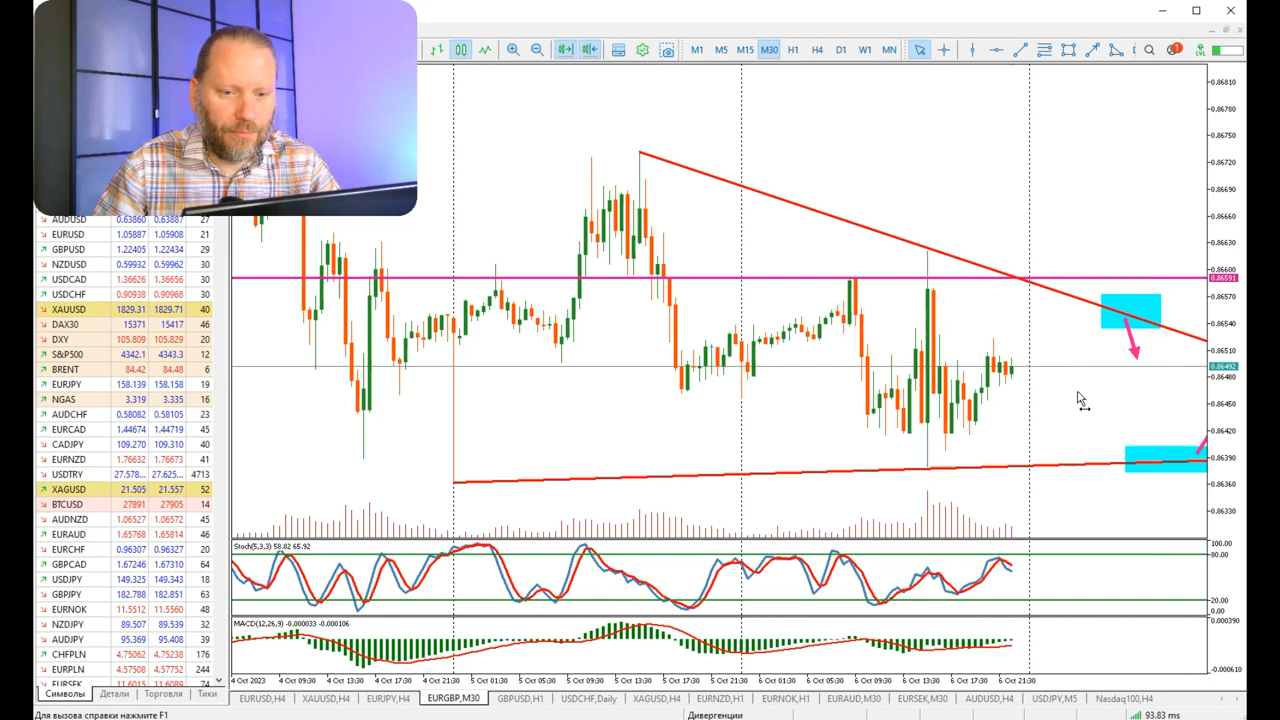 M1 M5 M15 M30 H1 H4 D1 W1 MN 1
AUDUSD 0.63860 0.63887 27
EURUSD 1.05887 1.05908 21
GBPUSD 1.22405 1.22434 29
NZDUSD 0.59932 0.59962 30
USDCAD 1.36626 1.36656 30
USDCHF 0.90938 0.90968 30
XAUUSD 1829.31 1829.71 40
DAX30 15371 15417 46
DXY 105.809 105.829 20
S&P500 4342.1 4343.3 12
BRENT 84.42 84.48 6
EURJPY 158.139 158.158 19
NGAS 3.319 3.335 16
AUDCHF 0.58082 0.58105 23
EURCAD 1.44674 1.44719 45
CADJPY 109.270 109.310 40
EURNZD 1.76632 1.76673 41
USDTRY 27.578... 27.625... 4713
XAGUSD 21.505 21.557 52
BTCUSD 27891 27905 14
AUDNZD 1.06527 1.06572 45
EURAUD 1.65768 1.65814 46
EURCHF 0.96307 0.96327 20
GBPCAD 1.67246 1.67310 64
USDJPY 149.325 149.343 18
GBPJPY 182.788 182.851 63
EURNOK 11.5512 11.5560 48
NZDJPY 89.507 89.539 32
AUDJPY 95.369 95.408 39
CHFPLN 4.75062 4.75238 176
EURPLN 4.57508 4.57752 244
EURSEK 11.6015 11.6089 74
Символы Детали Торговля Тики
0.86810
0.86780
0.86750
0.86720
0.86690
0.86660
0.86630
0.86600
0.86591
0.86570
0.86540
0.86510
0.86492
0.86480
0.86450
0.86420
0.86390
0.86360
0.86330
Stoch(5,3,3) 58.82 65.92
100.00
80.00
20.00
0.00
MACD(12,26,9) -0.000033 -0.000106
0.000390
-0.000610
4 Oct 2023 4 Oct 09:30 4 Oct 13:30 4 Oct 17:30 4 Oct 21:30 5 Oct 01:30 5 Oct 05:30 5 Oct 09:30 5 Oct 13:30 5 Oct 17:30 5 Oct 21:30 6 Oct 01:30 6 Oct 05:30 6 Oct 09:30 6 Oct 13:30 6 Oct 17:30 6 Oct 21:30
EURUSD,H4 XAUUSD,H4 EURJPY,H4 EURGBP,M30 GBPUSD,H1 USDCHF,Daily XAGUSD,H4 EURNZD,H1 EURNOK,H1 EURAUD,M30 EURSEK,M30 AUDUSD,H4 USDJPY,M5 Nasdaq100,H4
Для вызова справки нажмите F1 Дивергенции 93.83 ms